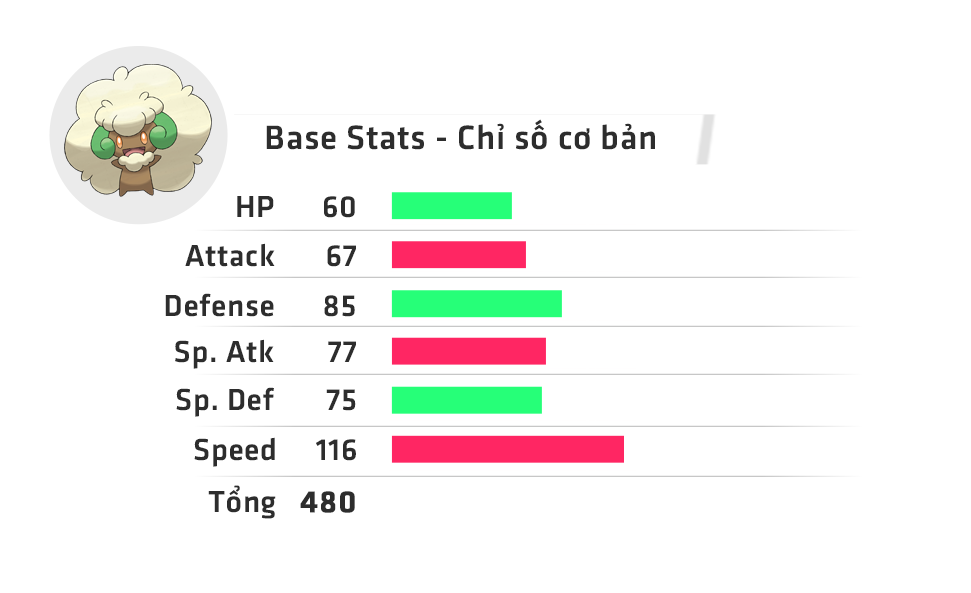 Base Stats - Chỉ số cơ bản
HP 60
Attack 67
Defense 85
Sp. Atk 77
Sp. Def 75
Speed 116
Tổng 480